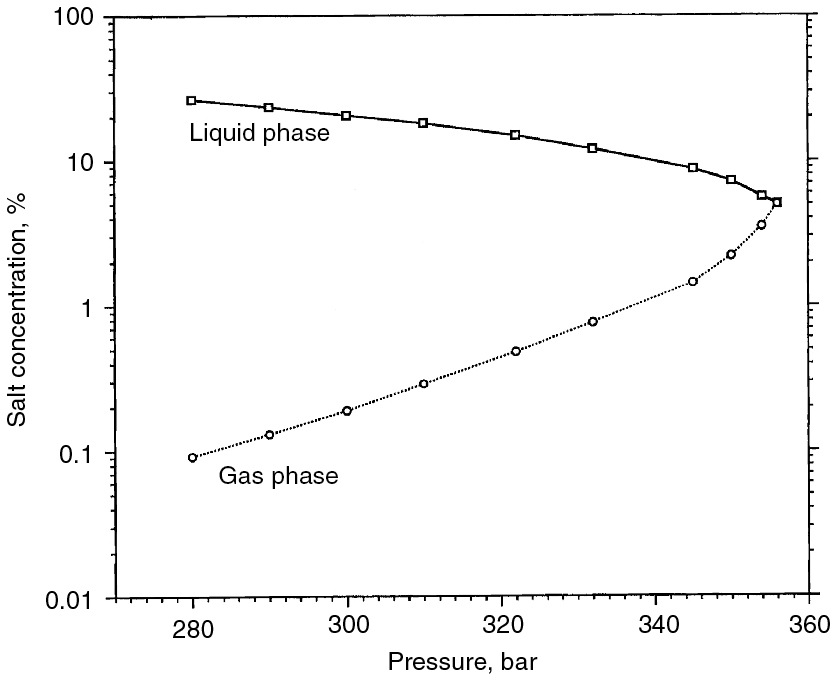 100
10
1
0.1
0.01
Salt concentration, %
Liquid phase
Gas phase
280
300
320
340
360
Pressure, bar